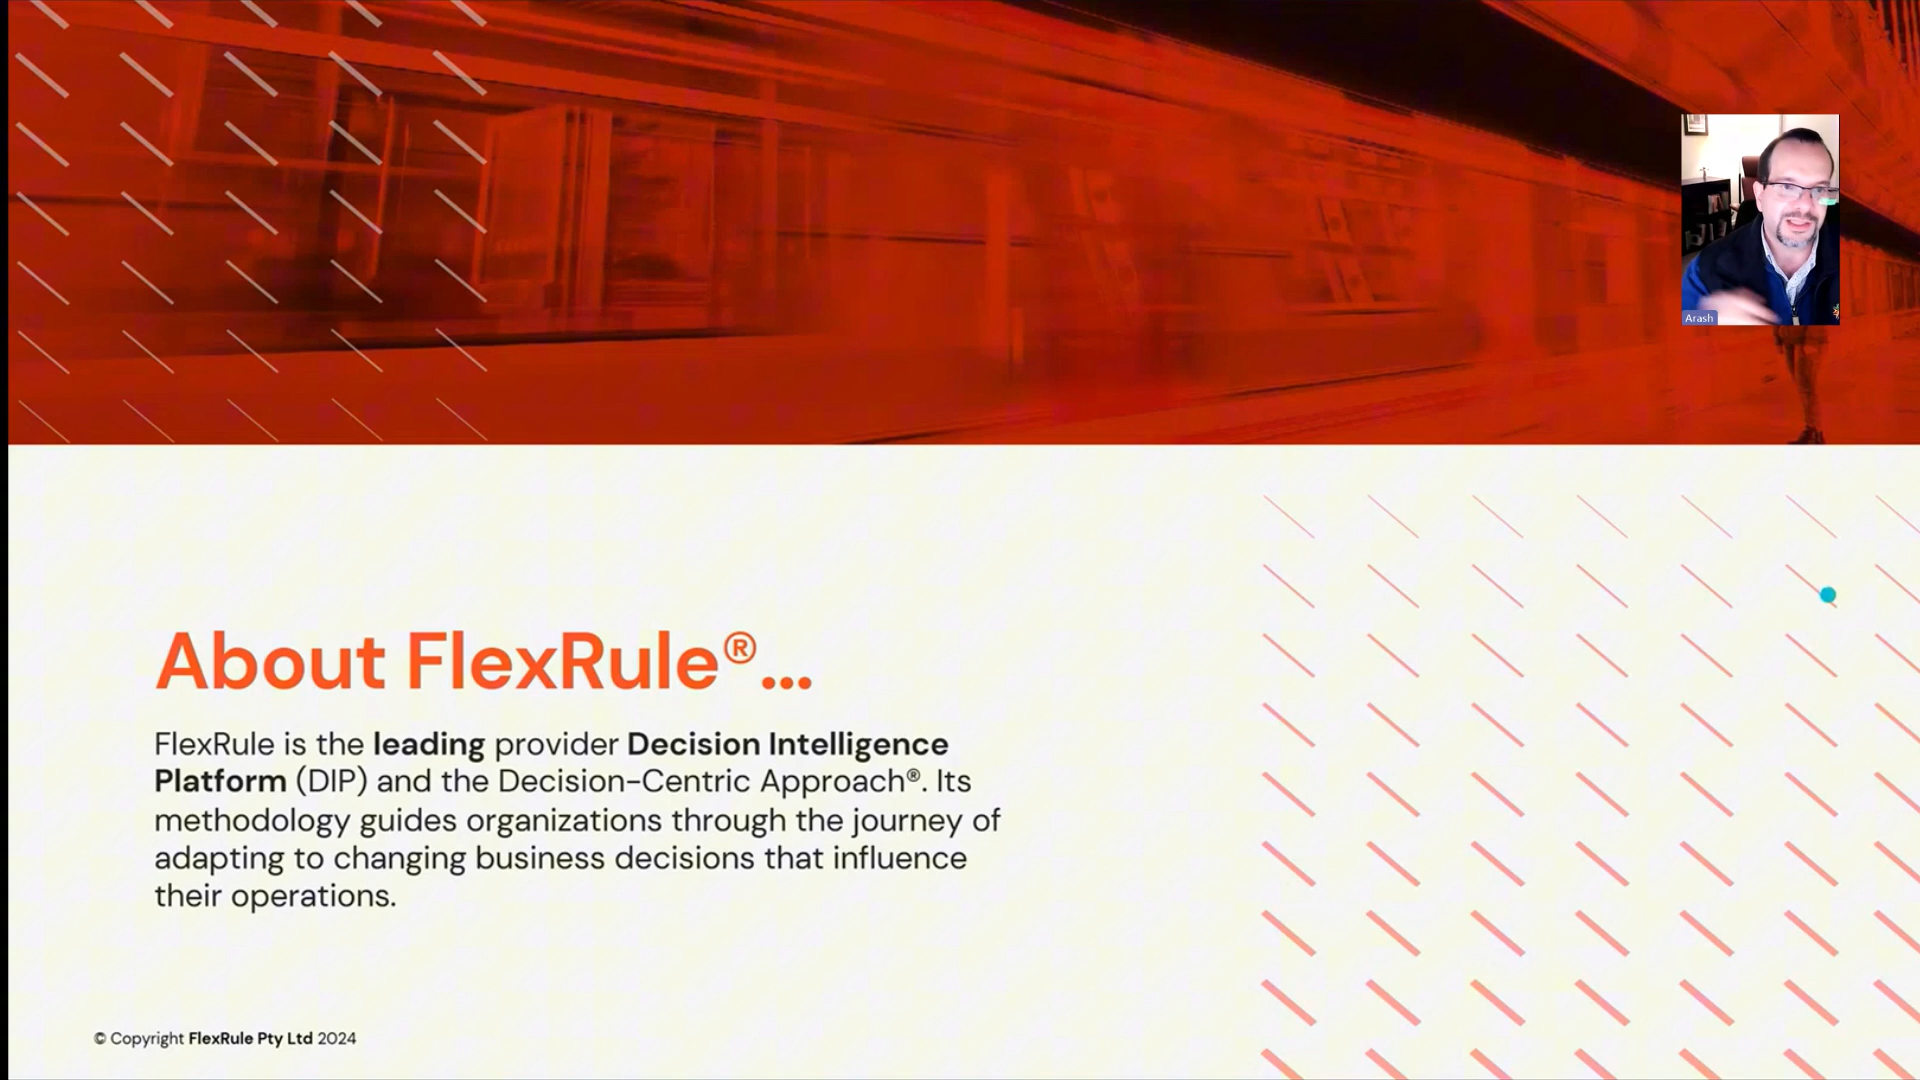 Arash
About FlexRule®...
FlexRule is the leading provider Decision Intelligence
Platform (DIP) and the Decision-Centric Approach®. Its
methodology guides organizations through the journey of
adapting to changing business decisions that influence
their operations.
© Copyright FlexRule Pty Ltd 2024